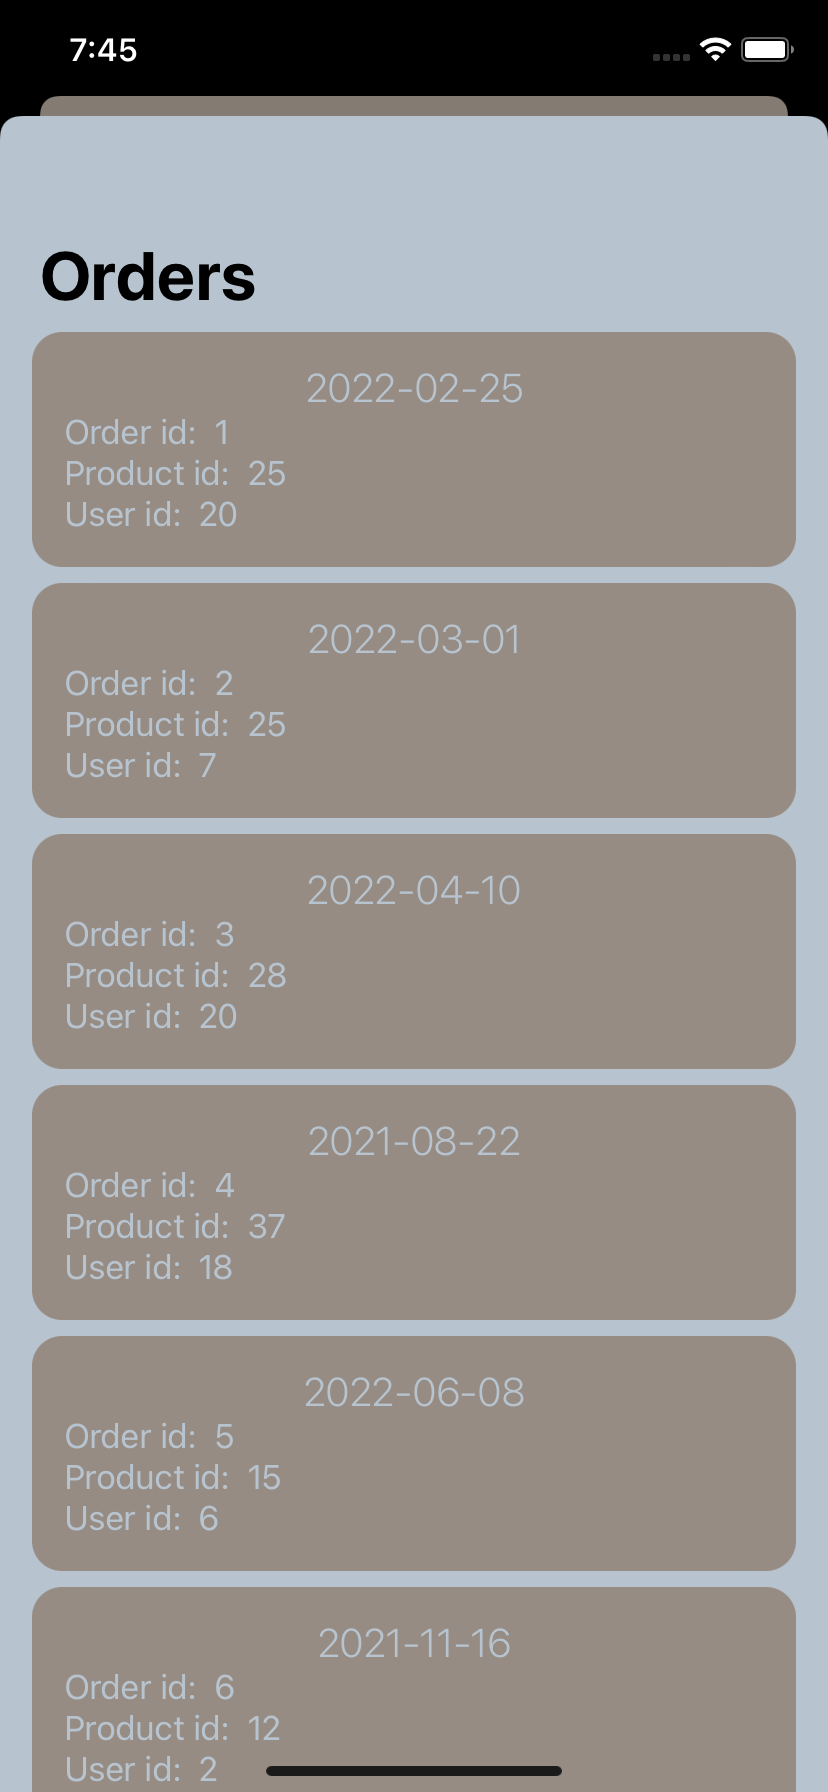 7:45
Orders
2022-02-25
Order id: 1
Product id: 25
User id: 20
2022-03-01
Order id: 2
Product id: 25
User id: 7
2022-04-10
Order id: 3
Product id: 28
User id: 20
2021-08-22
Order id: 4
Product id: 37
User id: 18
2022-06-08
Order id: 5
Product id: 15
User id: 6
2021-11-16
Order id: 6
Product id: 12
User id: 2